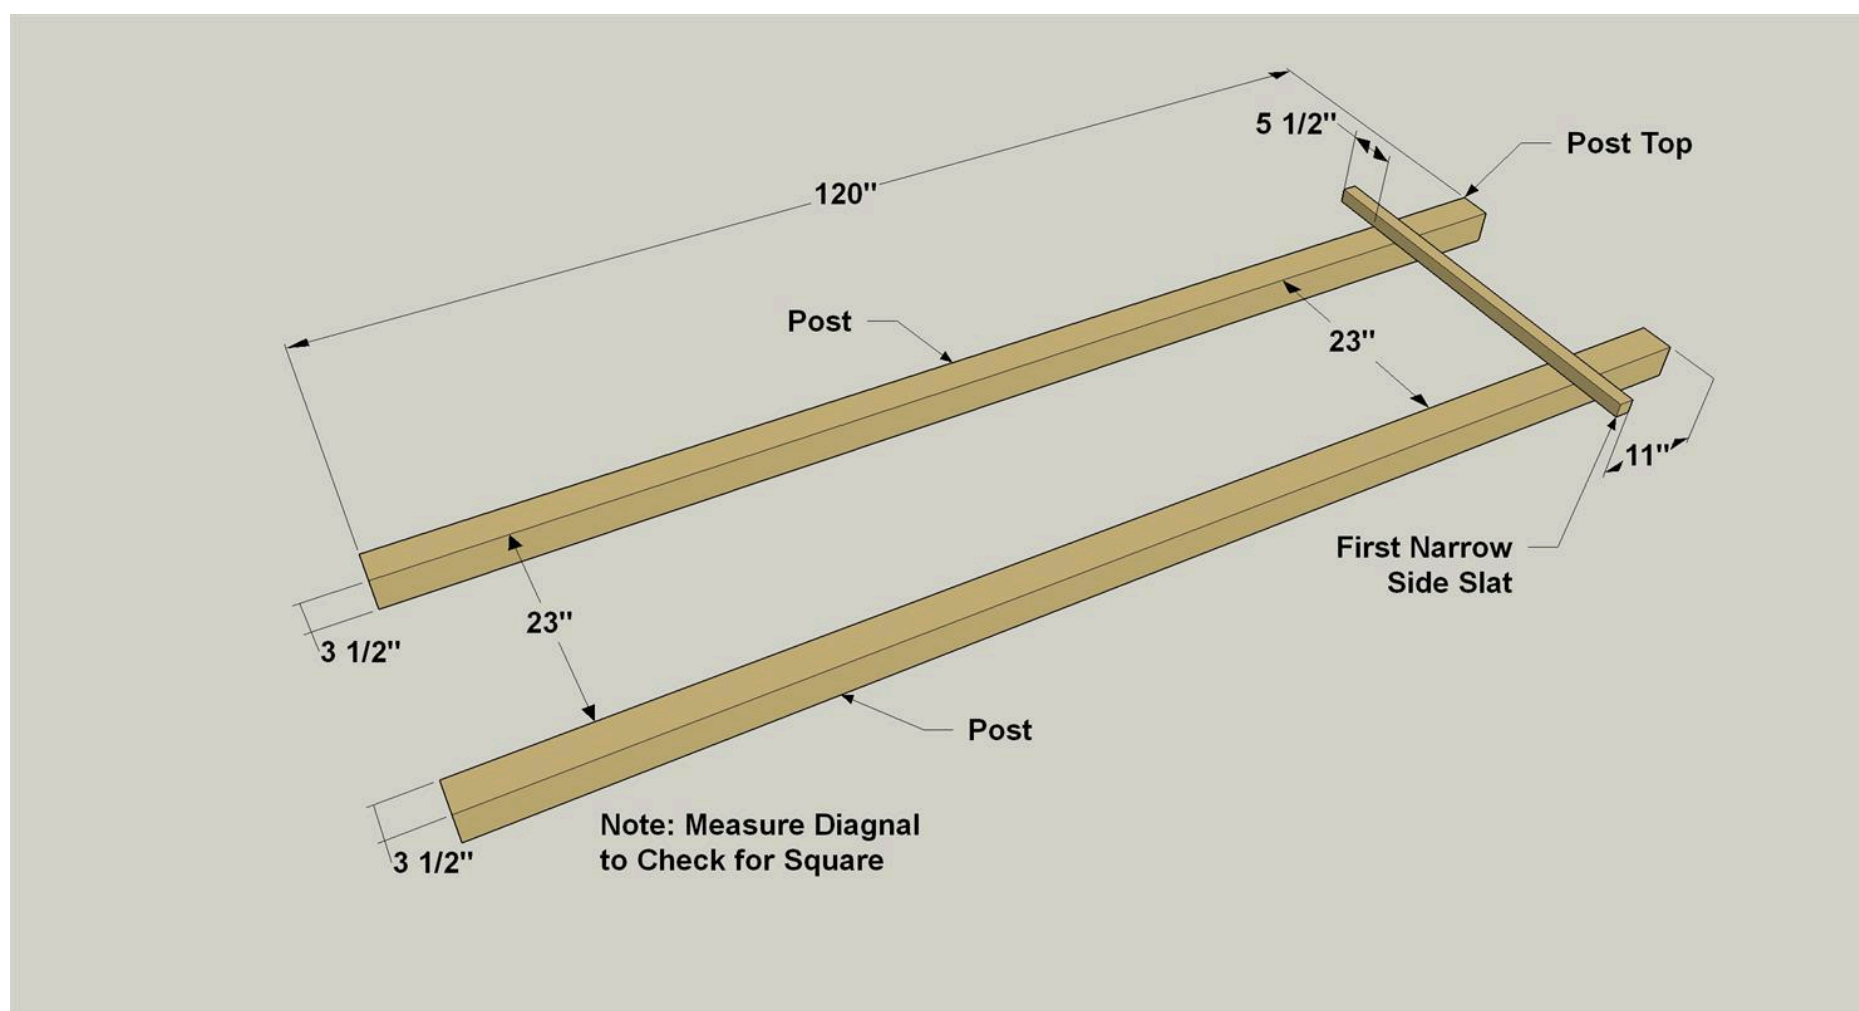 5 1/2"
Post Top
120"
Post
23"
11"
First Narrow
Side Slat
23"
3 1/2"
Post
Note: Measure Diagnal
to Check for Square
3 1/2"